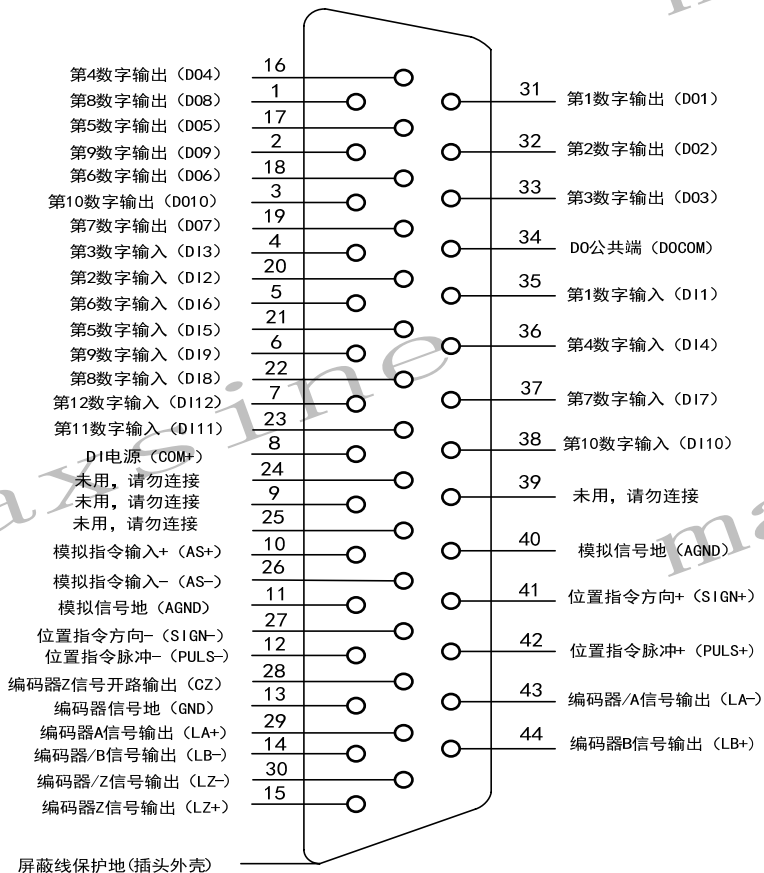 16
第4数字输出（DO4）
31
第1数字输出（DO1）
1
第8数字输出（DO8）
17
第5数字输出（DO5）
32
第2数字输出（DO2）
2
第9数字输出（DO9）
18
第6数字输出（DO6）
33
第3数字输出（DO3）
3
第10数字输出（DO10）
19
第7数字输出（DO7）
34
DO公共端（DOCOM）
4
第3数字输入（DI3）
20
第2数字输入（DI2）
35
第1数字输入（DI1）
5
第6数字输入（DI6）
21
第5数字输入（DI5）
36
第4数字输入（DI4）
6
第9数字输入（DI9）
22
第8数字输入（DI8）
37
第7数字输入（DI7）
7
第12数字输入（DI12）
23
第11数字输入（DI11）
38
第10数字输入（DI10）
8
DI电源（COM+）
24
未用，请勿连接
39
未用，请勿连接
9
未用，请勿连接
25
未用，请勿连接
40
模拟信号地（AGND）
10
模拟指令输入+（AS+）
26
模拟指令输入-（AS-）
41
位置指令方向+（SIGN+）
11
模拟信号地（AGND）
27
位置指令方向-（SIGN-）
42
位置指令脉冲+（PULS+）
12
位置指令脉冲-（PULS-）
28
编码器Z信号开路输出（CZ）
43
编码器/A信号输出（LA-）
13
编码器信号地（GND）
29
编码器A信号输出（LA+）
44
编码器B信号输出（LB+）
14
编码器/B信号输出（LB-）
30
编码器/Z信号输出（LZ-）
15
编码器Z信号输出（LZ+）
屏蔽线保护地(插头外壳)
axsine
ma